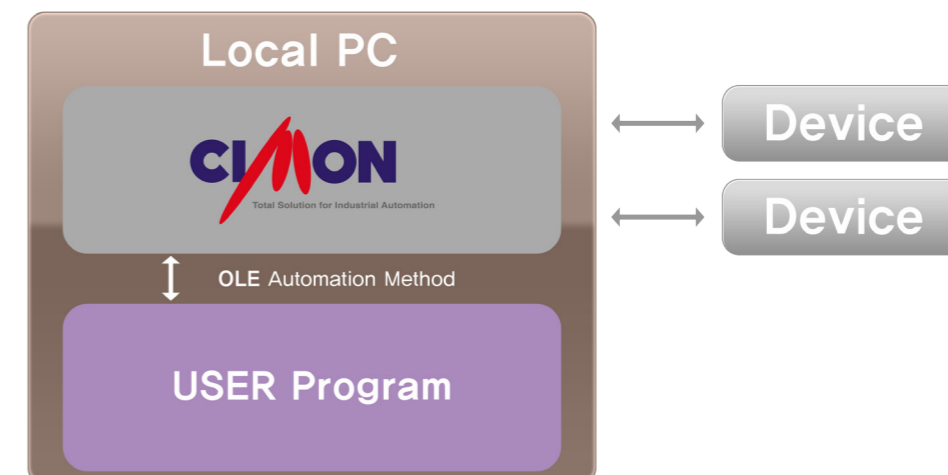 Local PC
CIMON
Total Solution for Industrial Automation
Device
Device
OLE Automation Method
USER Program